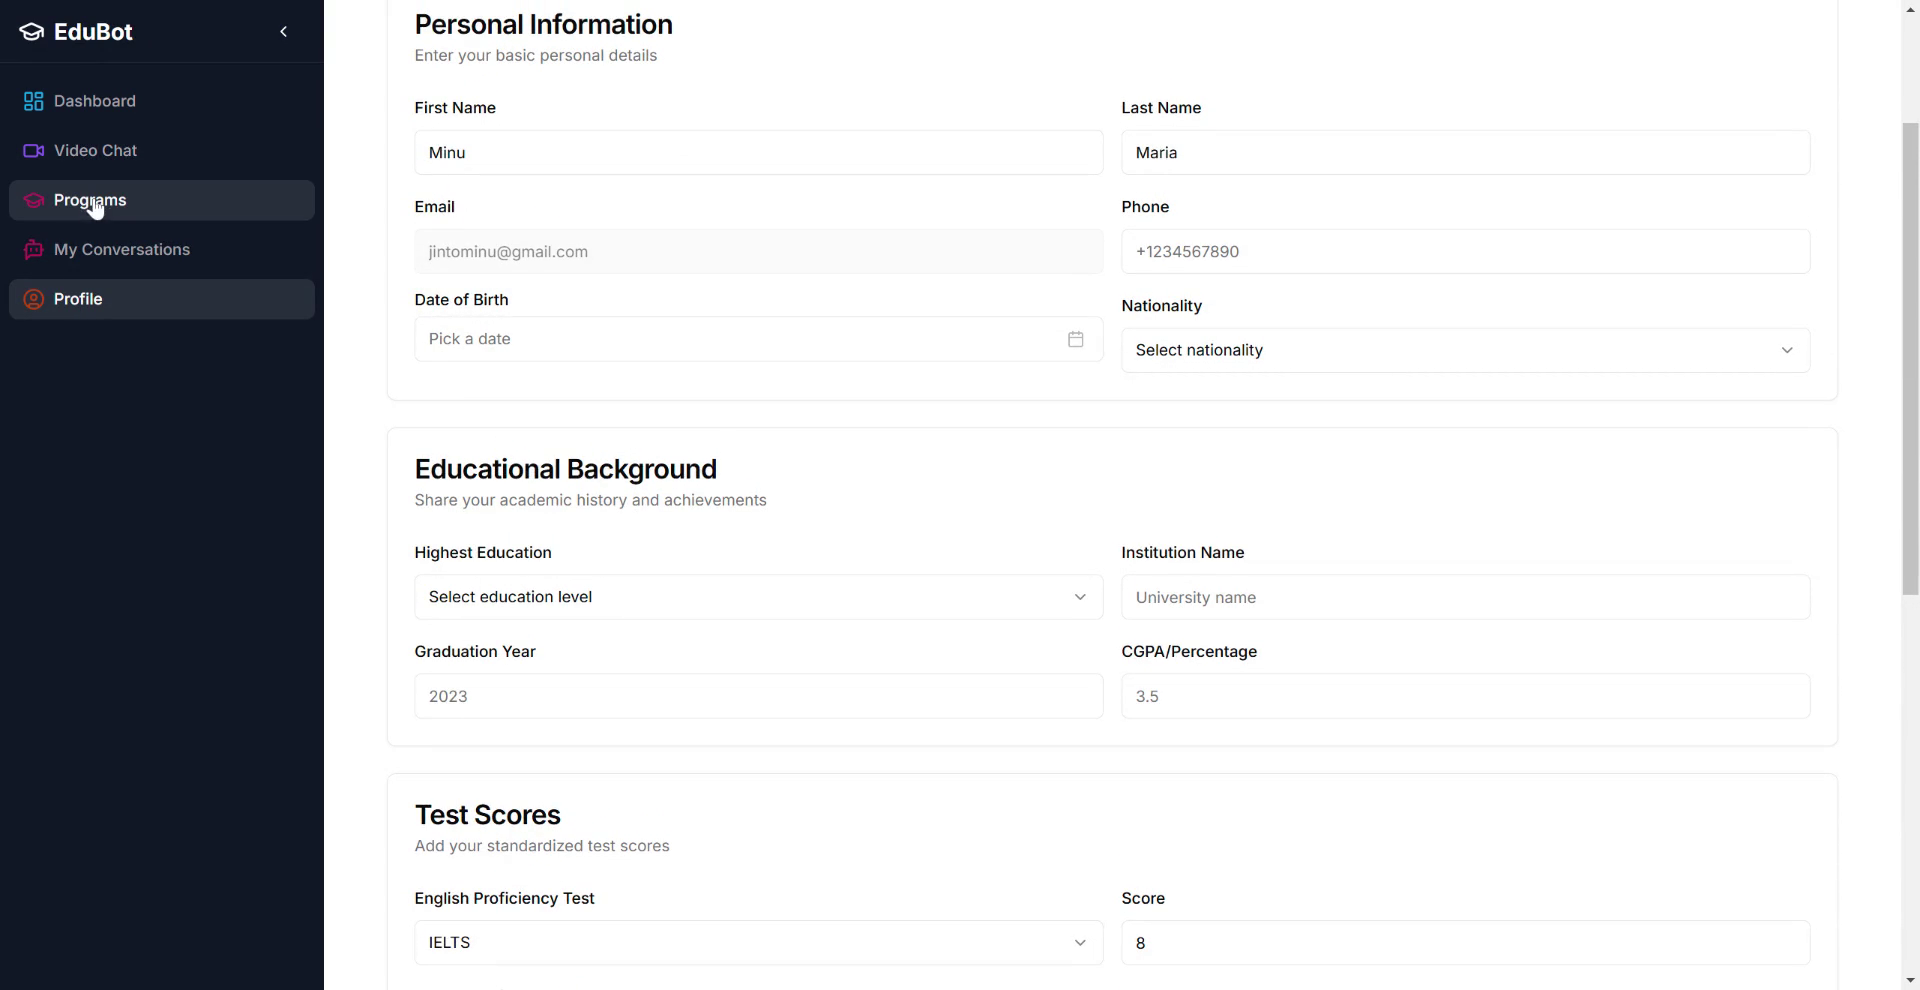 EduBot
Dashboard
Video Chat
Programs
My Conversations
Profile
Personal Information
Enter your basic personal details
First Name
Last Name
Minu
Maria
Email
Phone
jintominu@gmail.com
+1234567890
Date of Birth
Nationality
Pick a date
Select nationality
Educational Background
Share your academic history and achievements
Highest Education
Institution Name
Select education level
University name
Graduation Year
CGPA/Percentage
2023
3.5
Test Scores
Add your standardized test scores
English Proficiency Test
Score
IELTS
8